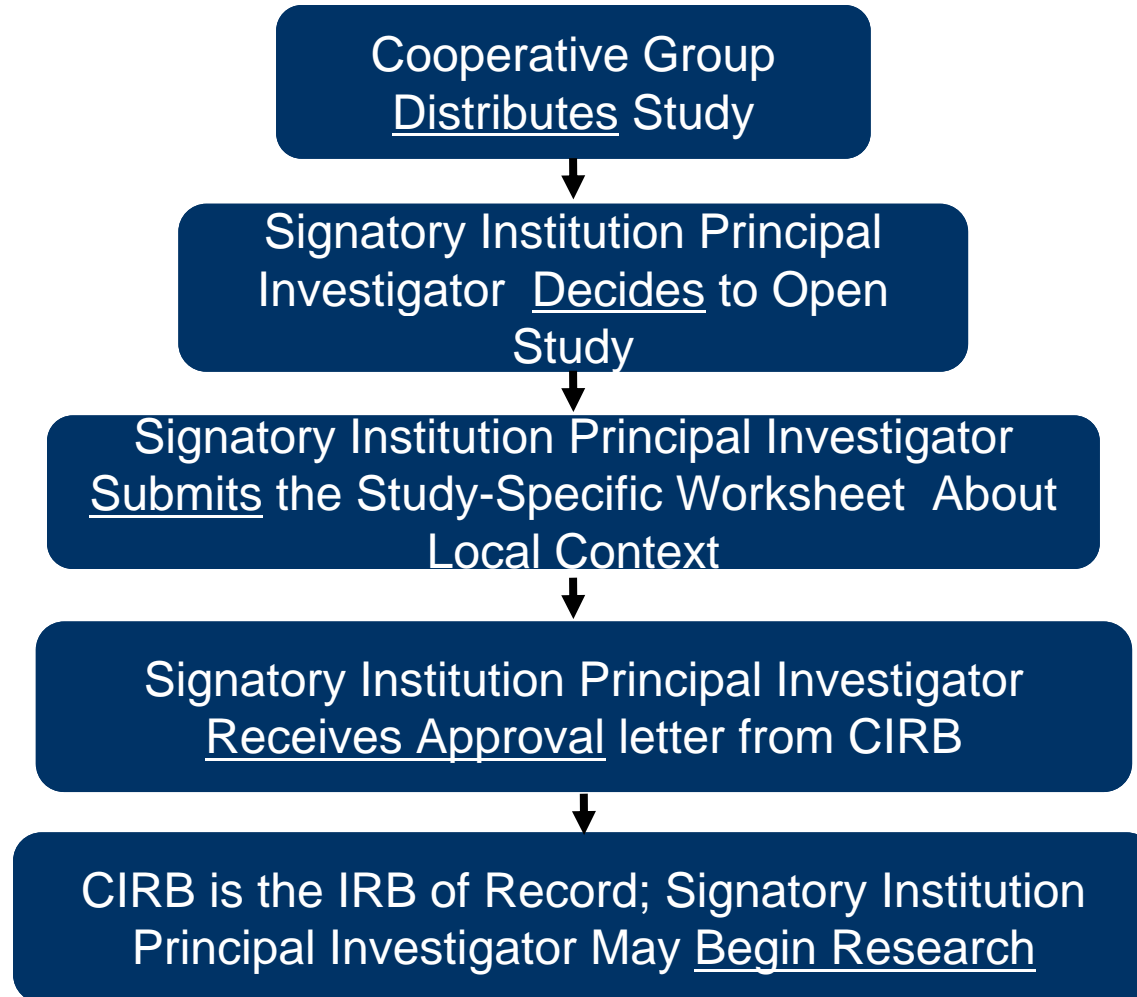 Cooperative Group
Distributes Study
Signatory Institution Principal
Investigator  Decides to Open
Study
Signatory Institution Principal Investigator
Submits the Study-Specific Worksheet  About
Local Context
Signatory Institution Principal Investigator
Receives Approval letter from CIRB
CIRB is the IRB of Record; Signatory Institution
Principal Investigator May Begin Research